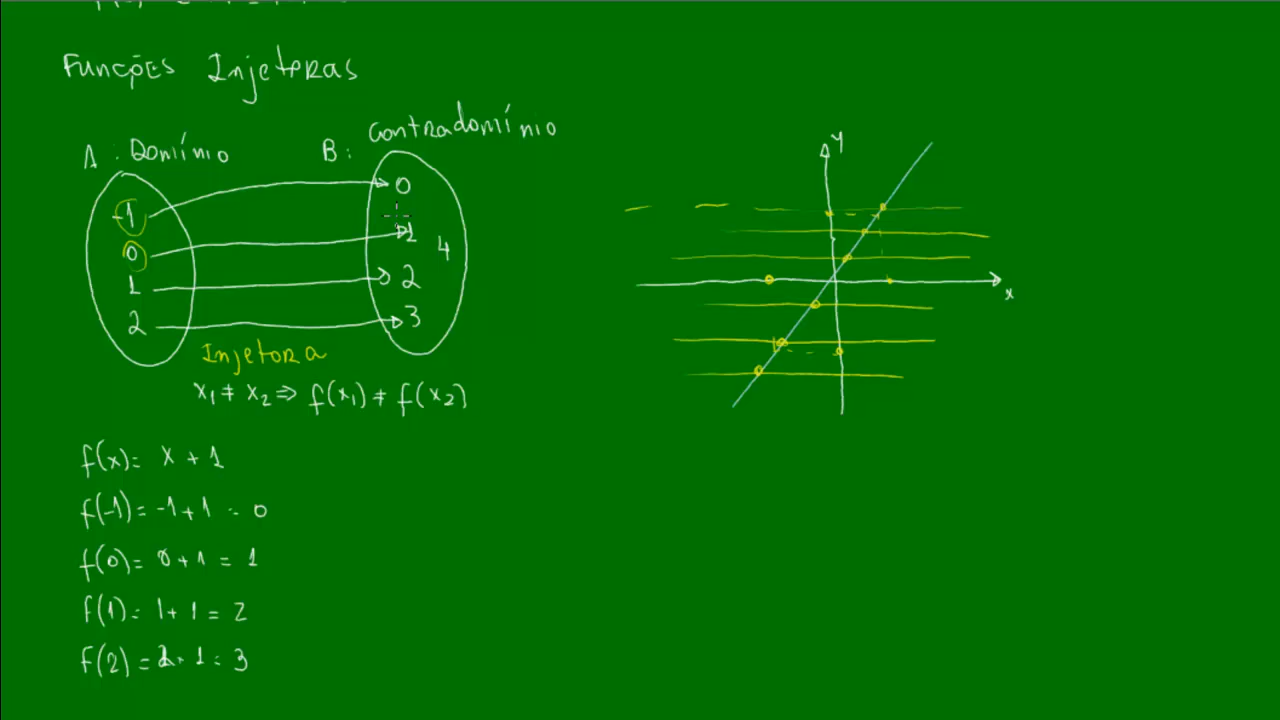 Funções Injetoras
A : Domínio
B : Contradomínio
-1
0
1
2
0
1
2
3
4
Injetora
x₁ ≠ x₂ ⇒ f(x₁) ≠ f(x₂)
f(x) = x + 1
f(-1) = -1 + 1 = 0
f(0) = 0 + 1 = 1
f(1) = 1 + 1 = 2
f(2) = 2 + 1 = 3
y
x